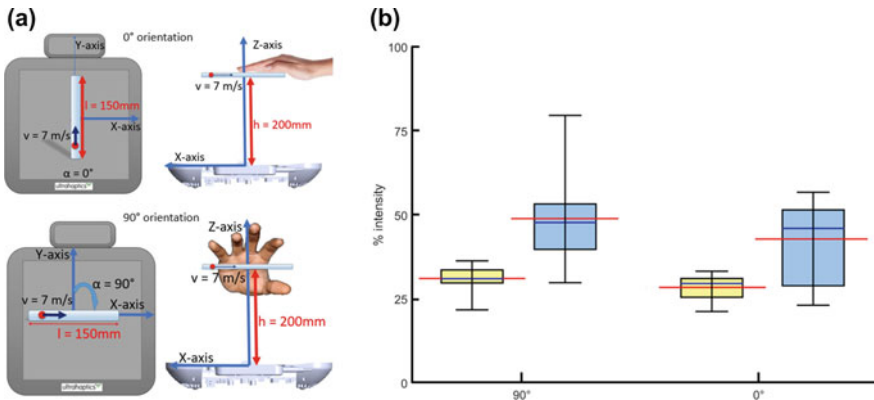 (a)
0° orientation
Y-axis
l = 150mm
X-axis
v = 7 m/s
α = 0°
ultrahaptics
Z-axis
v = 7 m/s
h = 200mm
X-axis
90° orientation
Y-axis
α = 90°
v = 7 m/s
X-axis
l = 150mm
ultrahaptics
Z-axis
v = 7 m/s
h = 200mm
X-axis
(b)
100
75
50
25
0
% intensity
90°
0°